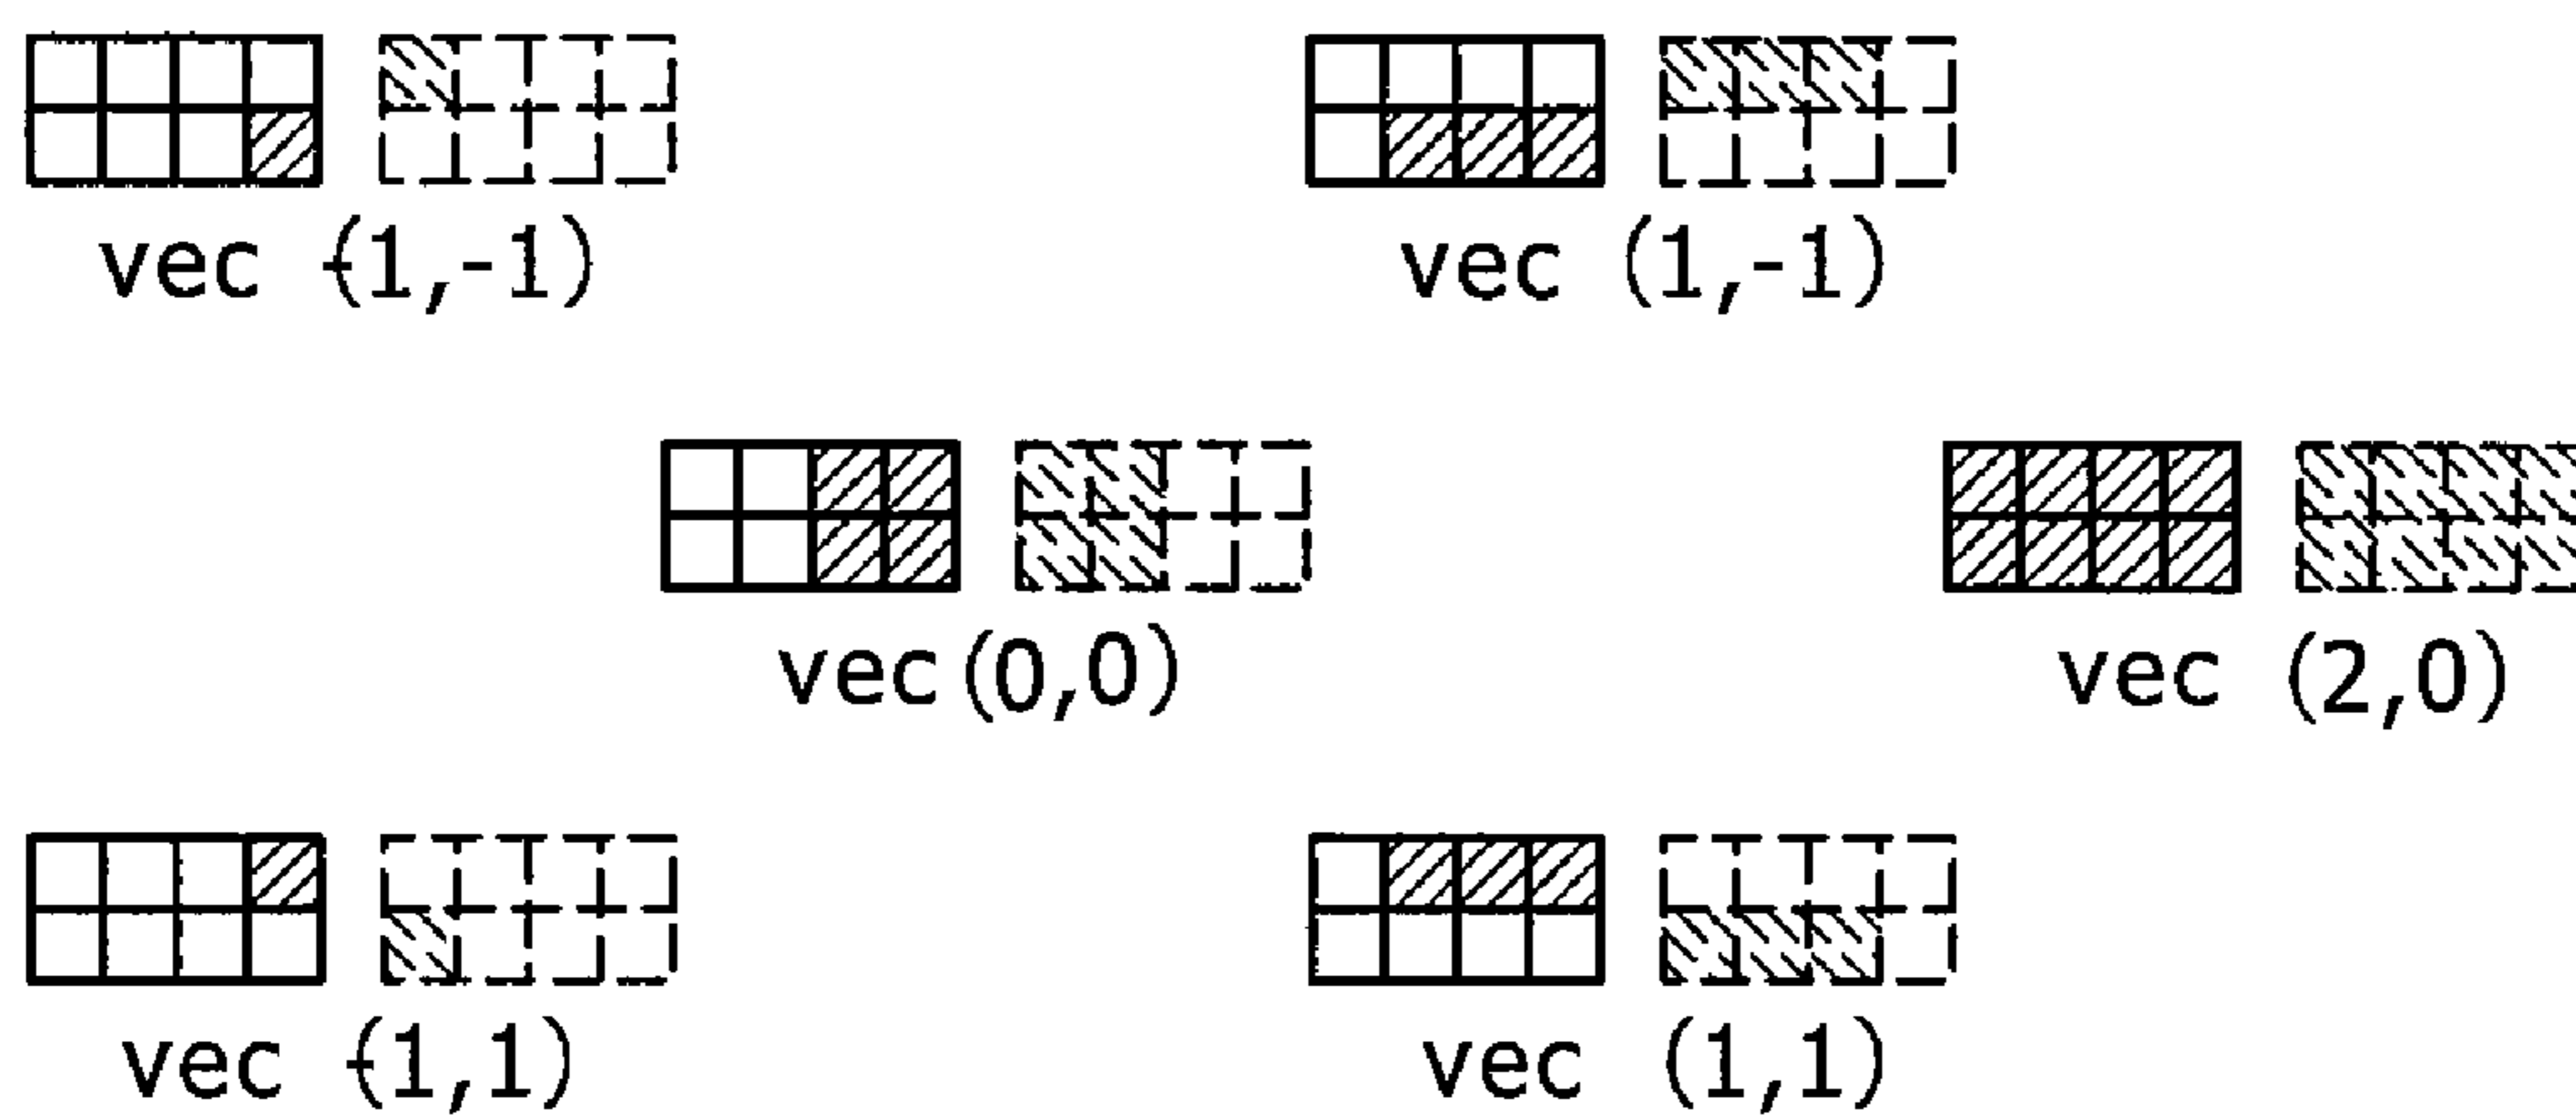 vec (-1,-1)
vec (1,-1)
vec (0,0)
vec (2,0)
vec (-1,1)
vec (1,1)